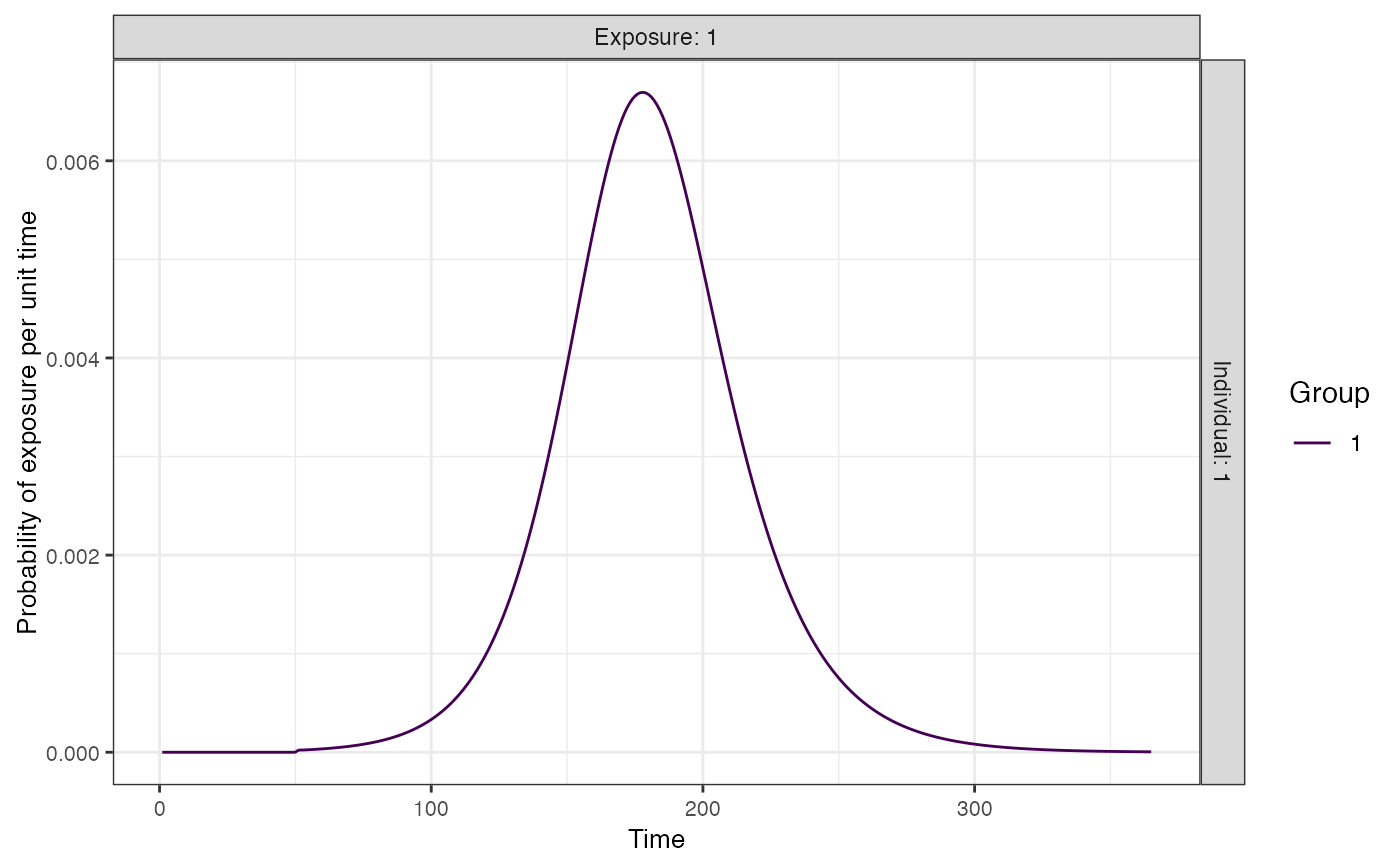 Exposure: 1
Probability of exposure per unit time
0.006
0.004
0.002
0.000
0
100
200
300
Time
Individual: 1
Group
1